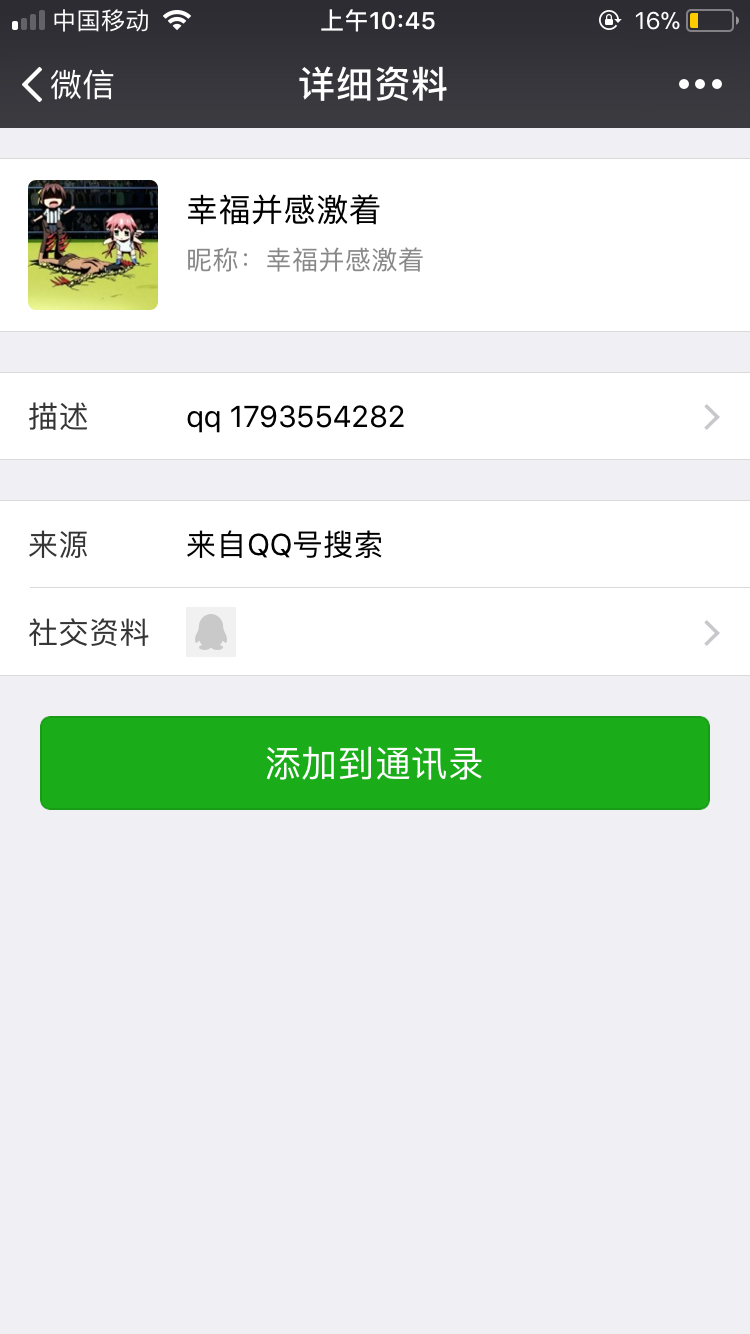 中国移动 上午10:45 16%
微信 详细资料
幸福并感激着
昵称：幸福并感激着
描述 qq 1793554282
来源 来自QQ号搜索
社交资料
添加到通讯录